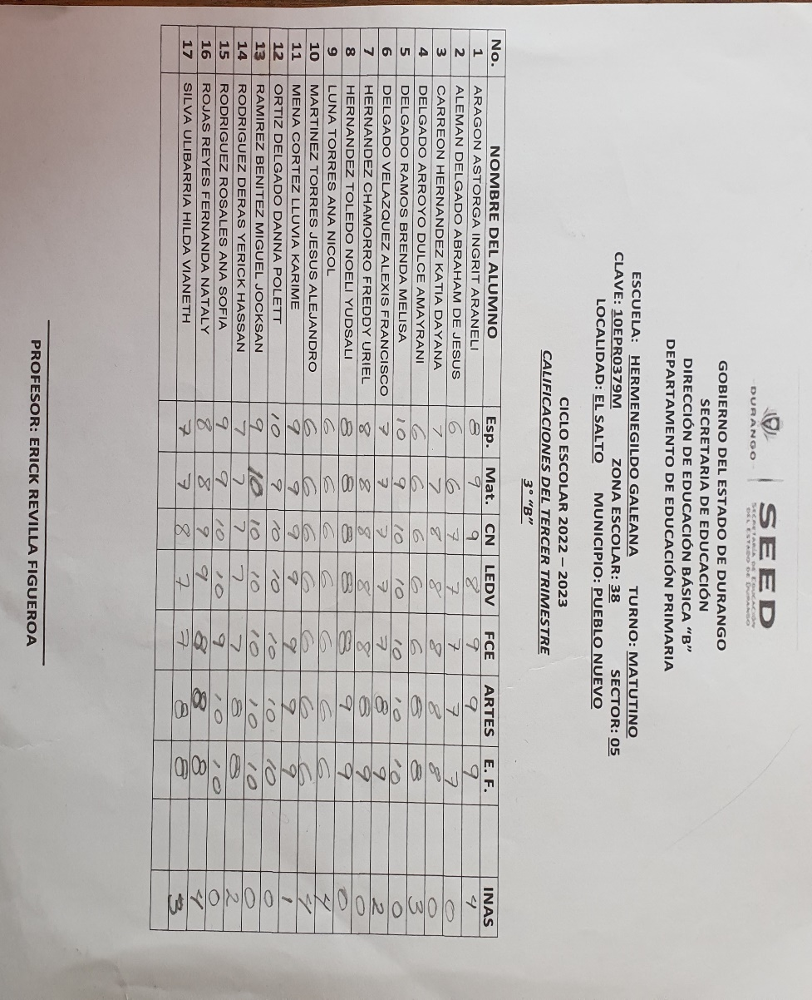 DURANGO
SEED
SECRETARÍA DE EDUCACIÓN
DEL ESTADO DE DURANGO
GOBIERNO DEL ESTADO DE DURANGO
SECRETARIA DE EDUCACIÓN
DIRECCIÓN DE EDUCACIÓN BÁSICA "B"
DEPARTAMENTO DE EDUCACIÓN PRIMARIA
ESCUELA: HERMENEGILDO GALEANA TURNO: MATUTINO
CLAVE: 10EPR0379M ZONA ESCOLAR: 38 SECTOR: 05
LOCALIDAD: EL SALTO MUNICIPIO: PUEBLO NUEVO
CICLO ESCOLAR 2022 – 2023
CALIFICACIONES DEL TERCER TRIMESTRE
3° "B"
No. NOMBRE DEL ALUMNO Esp. Mat. CN LEDV FCE ARTES E. F. INAS
1 ARAGON ASTORGA INGRIT ARANELI 8 9 9 8 9 9 9 4
2 ALEMAN DELGADO ABRAHAM DE JESUS 6 6 7 7 7 7 7 0
3 CARREON HERNANDEZ KATIA DAYANA 7 7 8 8 8 8 8 0
4 DELGADO ARROYO DULCE AMAYRANI 6 6 6 6 6 8 8 3
5 DELGADO RAMOS BRENDA MELISA 10 9 10 10 10 10 10 0
6 DELGADO VELAZQUEZ ALEXIS FRANCISCO 7 7 7 7 7 8 9 2
7 HERNANDEZ CHAMORRO FREDDY URIEL 8 8 8 8 8 8 9 0
8 HERNANDEZ TOLEDO NOELI YUDSALI 8 8 8 8 8 9 9 0
9 LUNA TORRES ANA NICOL 6 6 6 6 6 6 6 4
10 MARTINEZ TORRES JESUS ALEJANDRO 6 6 6 6 6 6 6 4
11 MENA CORTEZ LLUVIA KARIME 9 9 9 9 9 9 9 1
12 ORTIZ DELGADO DANNA POLETT 10 9 10 10 10 10 10 0
13 RAMIREZ BENITEZ MIGUEL JOCKSAN 9 10 10 10 10 10 10 0
14 RODRIGUEZ DERAS YERICK HASSAN 7 7 7 7 7 8 8 2
15 RODRIGUEZ ROSALES ANA SOFIA 9 9 10 10 9 10 10 0
16 ROJAS REYES FERNANDA NATALY 8 8 9 9 8 8 8 4
17 SILVA ULIBARRIA HILDA VIANETH 7 7 8 7 7 8 8 3
PROFESOR: ERICK REVILLA FIGUEROA